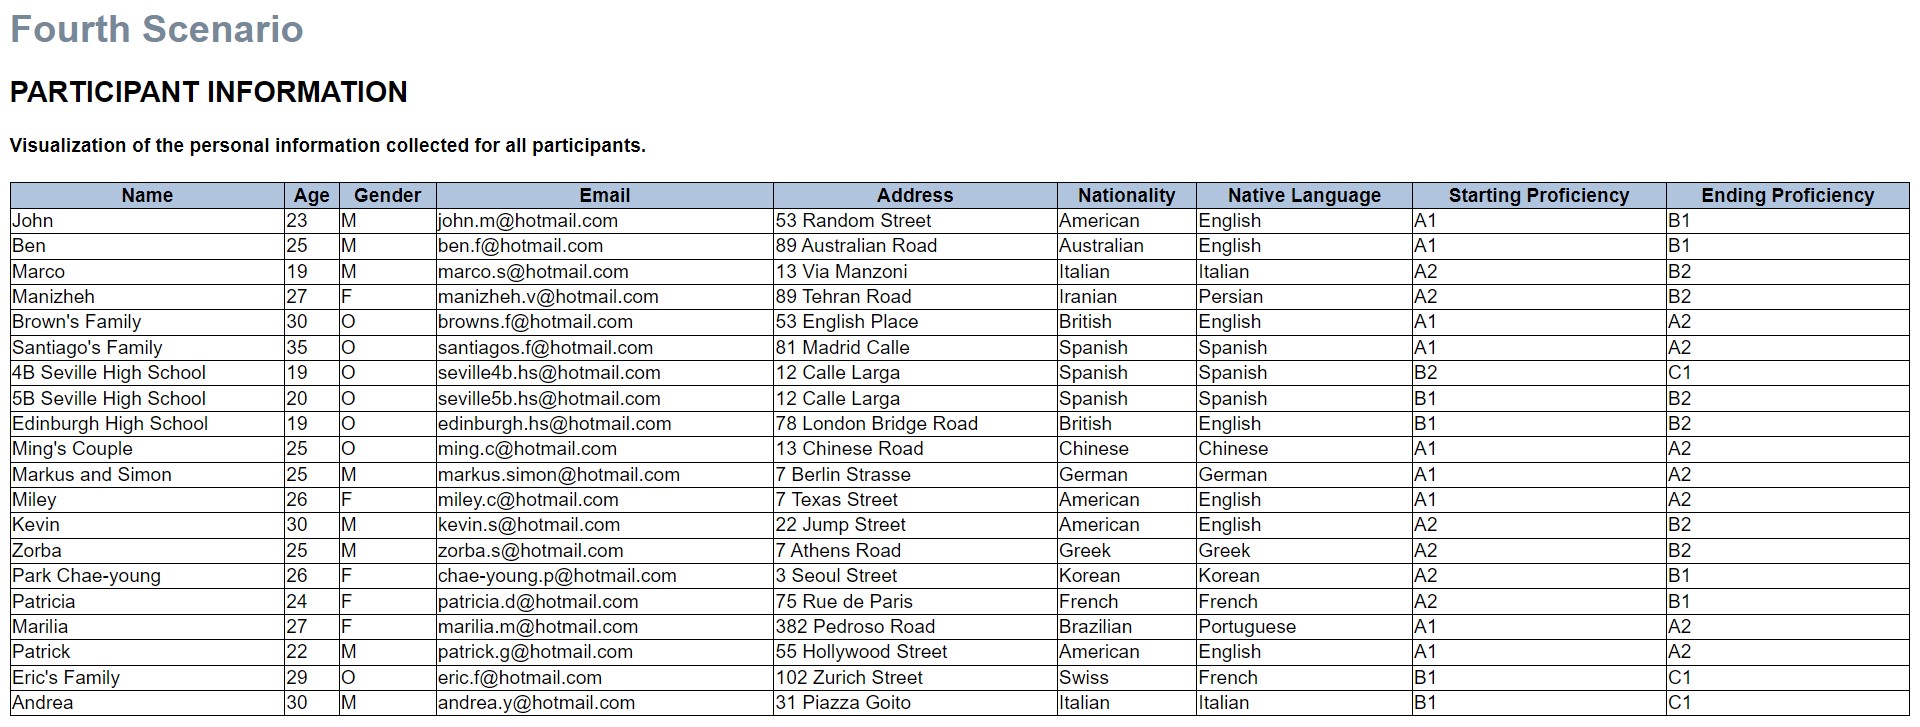 Fourth Scenario
PARTICIPANT INFORMATION
Visualization of the personal information collected for all participants.
Name Age Gender Email Address Nationality Native Language Starting Proficiency Ending Proficiency
John 23 M john.m@hotmail.com 53 Random Street American English A1 B1
Ben 25 M ben.f@hotmail.com 89 Australian Road Australian English A1 B1
Marco 19 M marco.s@hotmail.com 13 Via Manzoni Italian Italian A2 B2
Manizheh 27 F manizheh.v@hotmail.com 89 Tehran Road Iranian Persian A2 B2
Brown's Family 30 O browns.f@hotmail.com 53 English Place British English A1 A2
Santiago's Family 35 O santiagos.f@hotmail.com 81 Madrid Calle Spanish Spanish A1 A2
4B Seville High School 19 O seville4b.hs@hotmail.com 12 Calle Larga Spanish Spanish B2 C1
5B Seville High School 20 O seville5b.hs@hotmail.com 12 Calle Larga Spanish Spanish B1 B2
Edinburgh High School 19 O edinburgh.hs@hotmail.com 78 London Bridge Road British English B1 B2
Ming's Couple 25 O ming.c@hotmail.com 13 Chinese Road Chinese Chinese A1 A2
Markus and Simon 25 M markus.simon@hotmail.com 7 Berlin Strasse German German A1 A2
Miley 26 F miley.c@hotmail.com 7 Texas Street American English A1 A2
Kevin 30 M kevin.s@hotmail.com 22 Jump Street American English A2 B2
Zorba 25 M zorba.s@hotmail.com 7 Athens Road Greek Greek A2 B2
Park Chae-young 26 F chae-young.p@hotmail.com 3 Seoul Street Korean Korean A2 B1
Patricia 24 F patricia.d@hotmail.com 75 Rue de Paris French French A2 B1
Marilia 27 F marilia.m@hotmail.com 382 Pedroso Road Brazilian Portuguese A1 A2
Patrick 22 M patrick.g@hotmail.com 55 Hollywood Street American English A1 A2
Eric's Family 29 O eric.f@hotmail.com 102 Zurich Street Swiss French B1 C1
Andrea 30 M andrea.y@hotmail.com 31 Piazza Goito Italian Italian B1 C1